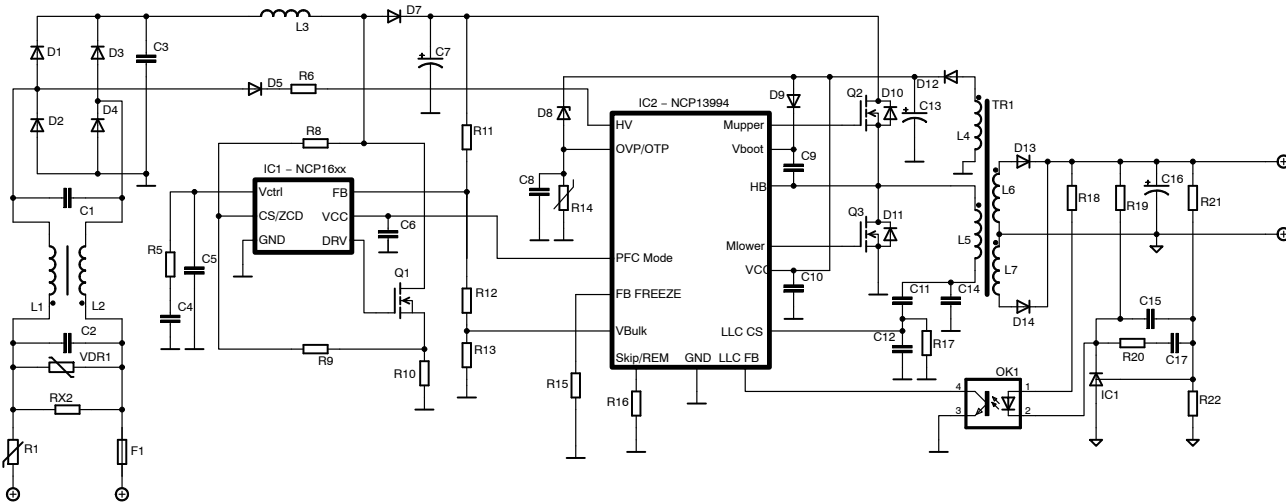 D7
L3
D1
D3
C3
C7
D5
R6
D12
D9
Q2
D10
C13
TR1
IC2 – NCP13994
D8
L4
D2
D4
R8
R11
HV
Mupper
OVP/OTP
Vboot
C9
D13
IC1 – NCP16xx
C8
R14
HB
L6
C16
C1
Vctrl
FB
CS/ZCD
VCC
C6
Q3
D11
R18
R19
R21
GND
DRV
Mlower
L5
R5
C5
PFC Mode
VCC
C10
L7
Q1
L1
L2
C4
FB FREEZE
C11
C14
R12
D14
C15
C2
VBulk
LLC CS
C12
R17
VDR1
R9
R13
R20
C17
Skip/REM
GND
LLC FB
R10
R15
OK1
RX2
R16
4
1
IC1
R22
3
2
R1
F1